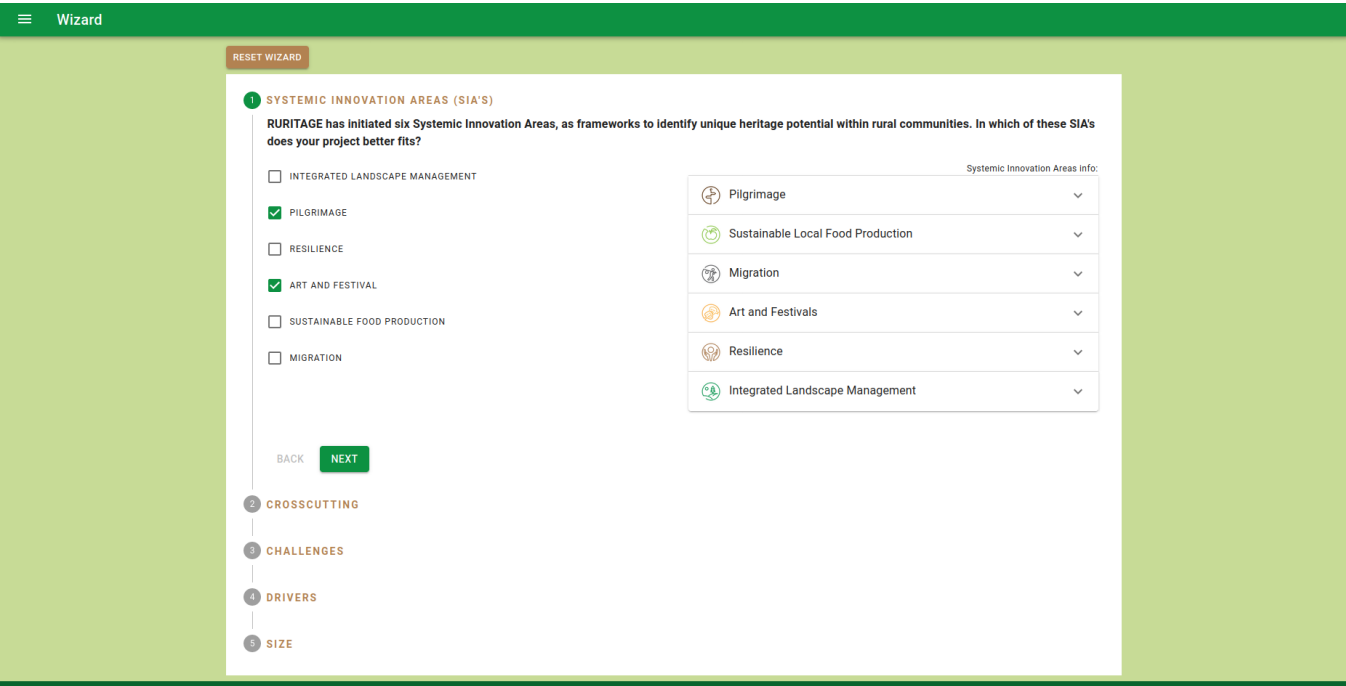 Wizard
RESET WIZARD
1 SYSTEMIC INNOVATION AREAS (SIA'S)
RURITAGE has initiated six Systemic Innovation Areas, as frameworks to identify unique heritage potential within rural communities. In which of these SIA's
does your project better fits?
Systemic Innovation Areas info:
INTEGRATED LANDSCAPE MANAGEMENT
PILGRIMAGE
RESILIENCE
ART AND FESTIVAL
SUSTAINABLE FOOD PRODUCTION
MIGRATION
Pilgrimage
Sustainable Local Food Production
Migration
Art and Festivals
Resilience
Integrated Landscape Management
BACK NEXT
2 CROSSCUTTING
3 CHALLENGES
4 DRIVERS
5 SIZE